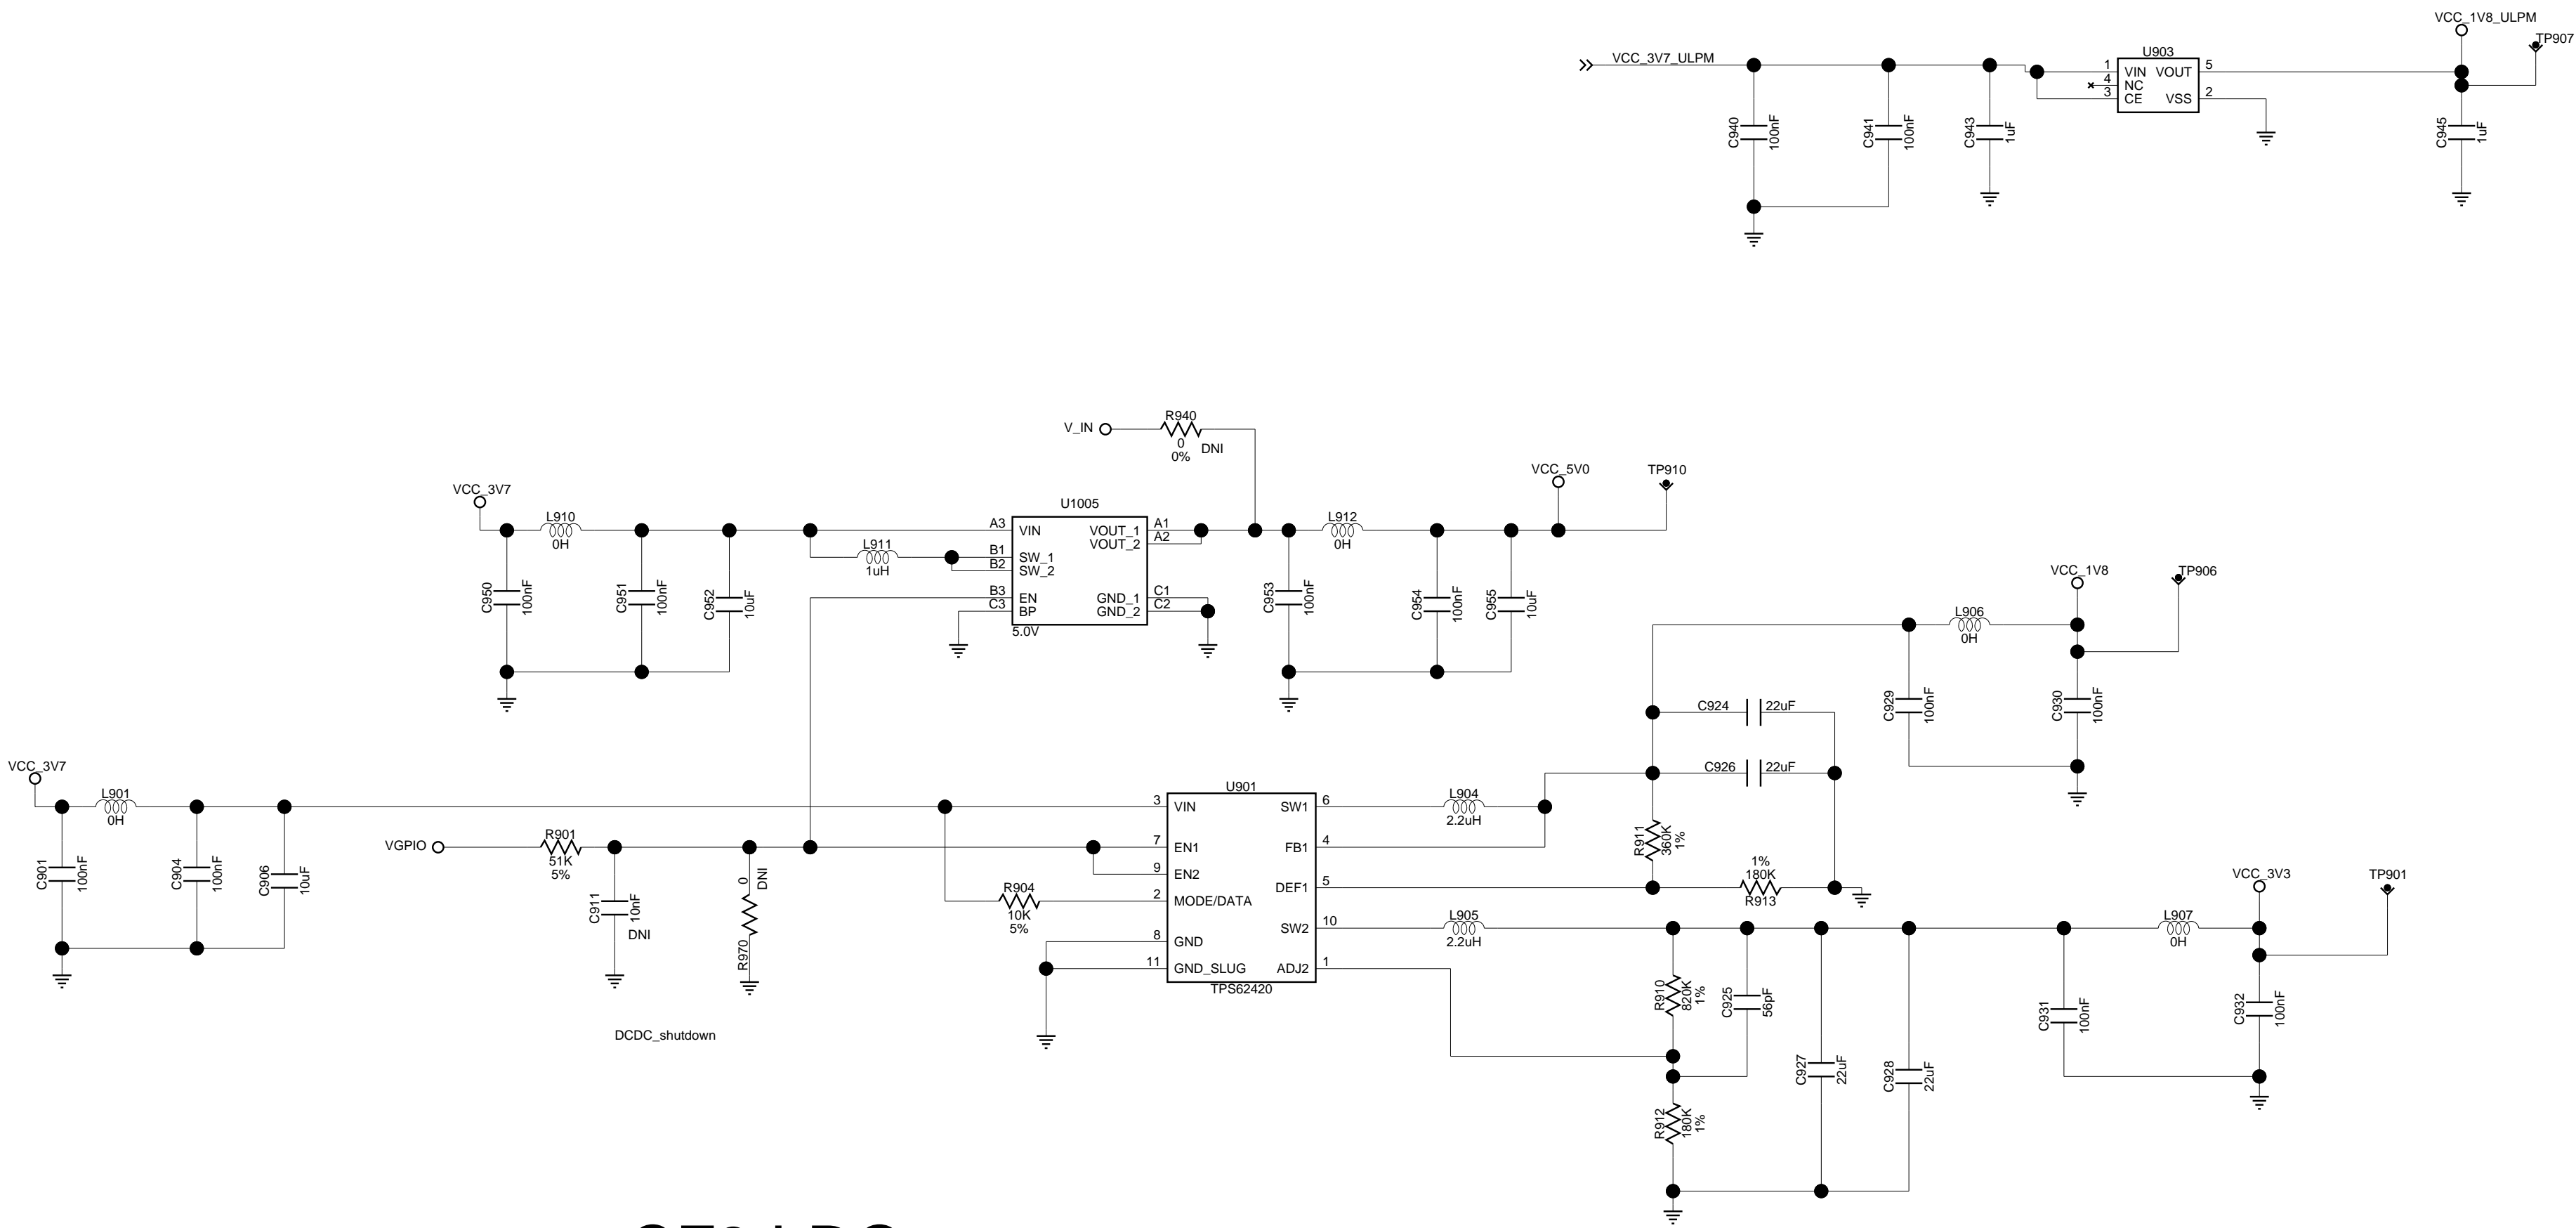 VCC_1V8_ULPM
TP907
VCC_3V7_ULPM
U903
1 VIN VOUT 5
4 NC
3 CE VSS 2
C940 100nF
C941 100nF
C943 1uF
C945 1uF
V_IN
R940
0
0%
DNI
VCC_3V7
VCC_5V0
TP910
L910
0H
U1005
A3 VIN VOUT_1 A1
VOUT_2 A2
L911
1uH
B1 SW_1
B2 SW_2
B3 EN GND_1 C1
C3 BP GND_2 C2
5.0V
L912
0H
C950 100nF
C951 100nF
C952 10uF
C953 100nF
C954 100nF
C955 10uF
VCC_1V8
TP906
L906
0H
C929 100nF
C930 100nF
C924 22uF
C926 22uF
VCC_3V7
L901
0H
C901 100nF
C904 100nF
C906 10uF
VGPIO
R901
51K
5%
C911 10nF
DNI
R970 0
DNI
R904
10K
5%
U901
3 VIN SW1 6
7 EN1 FB1 4
9 EN2
DEF1 5
2 MODE/DATA
SW2 10
8 GND
11 GND_SLUG ADJ2 1
TPS62420
L904
2.2uH
R911 360K 1%
1%
180K
R913
L905
2.2uH
VCC_3V3
TP901
L907
0H
R910 820K 1%
C925 56pF
C927 22uF
C928 22uF
C931 100nF
C932 100nF
R912 180K 1%
DCDC_shutdown